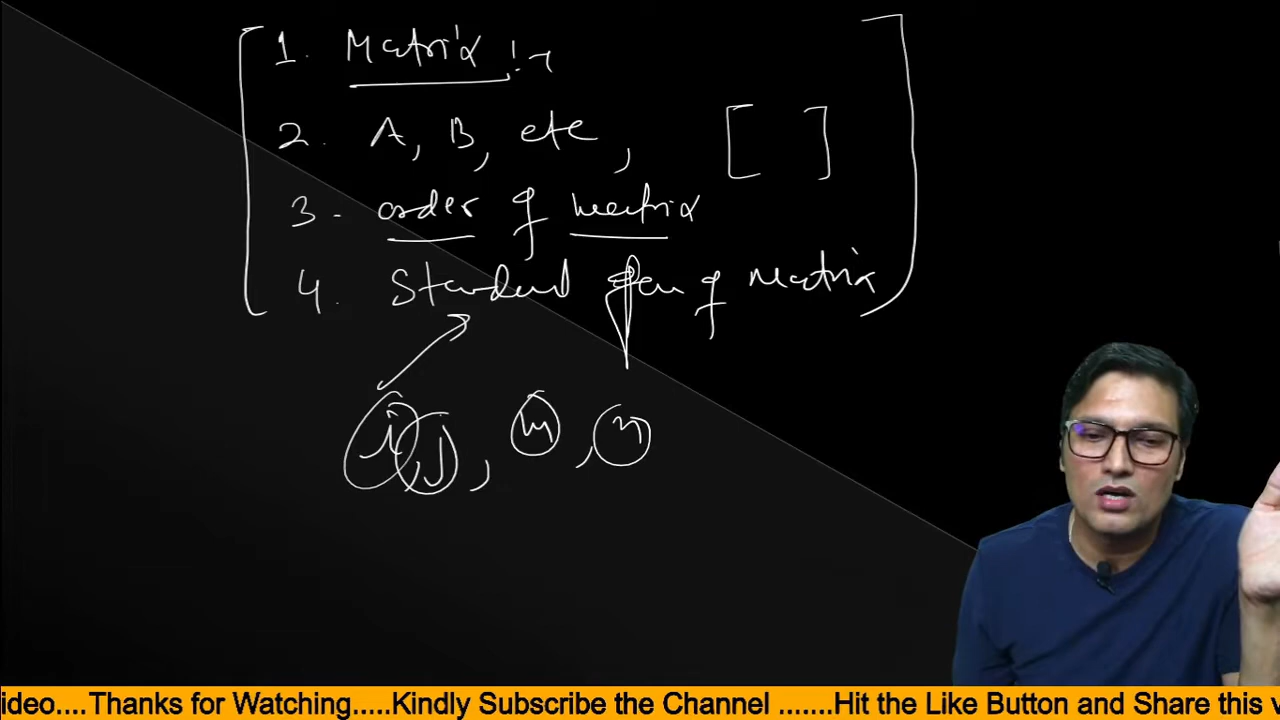 1. Matrix :→
2. A, B, etc, [ ]
3- order of matrix
4. Standard of matrix
i, j, m, n
ideo....Thanks for Watching.....Kindly Subscribe the Channel .......Hit the Like Button and Share this v